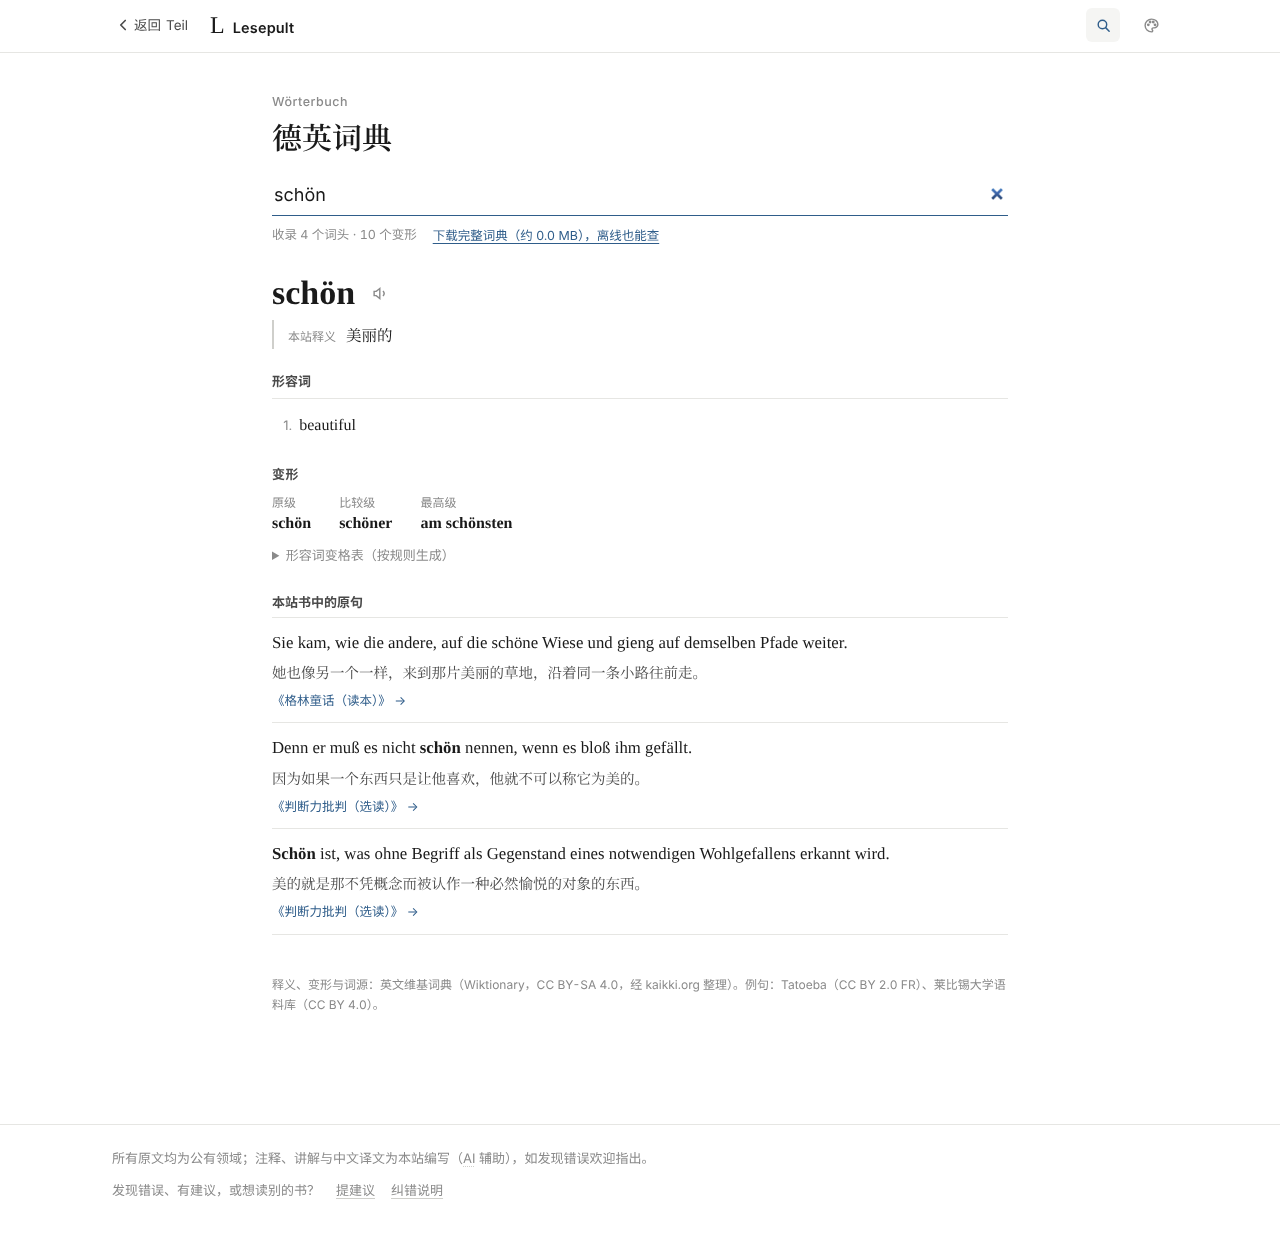 返回 Teil L Lesepult
Wörterbuch
德英词典
schön
收录 4 个词头 · 10 个变形 下载完整词典（约 0.0 MB），离线也能查
schön
本站释义 美丽的
形容词
1. beautiful
变形
原级 比较级 最高级
schön schöner am schönsten
形容词变格表（按规则生成）
本站书中的原句
Sie kam, wie die andere, auf die schöne Wiese und gieng auf demselben Pfade weiter.
她也像另一个一样，来到那片美丽的草地，沿着同一条小路往前走。
《格林童话（读本）》 →
Denn er muß es nicht schön nennen, wenn es bloß ihm gefällt.
因为如果一个东西只是让他喜欢，他就不可以称它为美的。
《判断力批判（选读）》 →
Schön ist, was ohne Begriff als Gegenstand eines notwendigen Wohlgefallens erkannt wird.
美的就是那不凭概念而被认作一种必然愉悦的对象的东西。
《判断力批判（选读）》 →
释义、变形与词源：英文维基词典（Wiktionary，CC BY-SA 4.0，经 kaikki.org 整理）。例句：Tatoeba（CC BY 2.0 FR）、莱比锡大学语
料库（CC BY 4.0）。
所有原文均为公有领域；注释、讲解与中文译文为本站编写（AI 辅助），如发现错误欢迎指出。
发现错误、有建议，或想读别的书？ 提建议 纠错说明